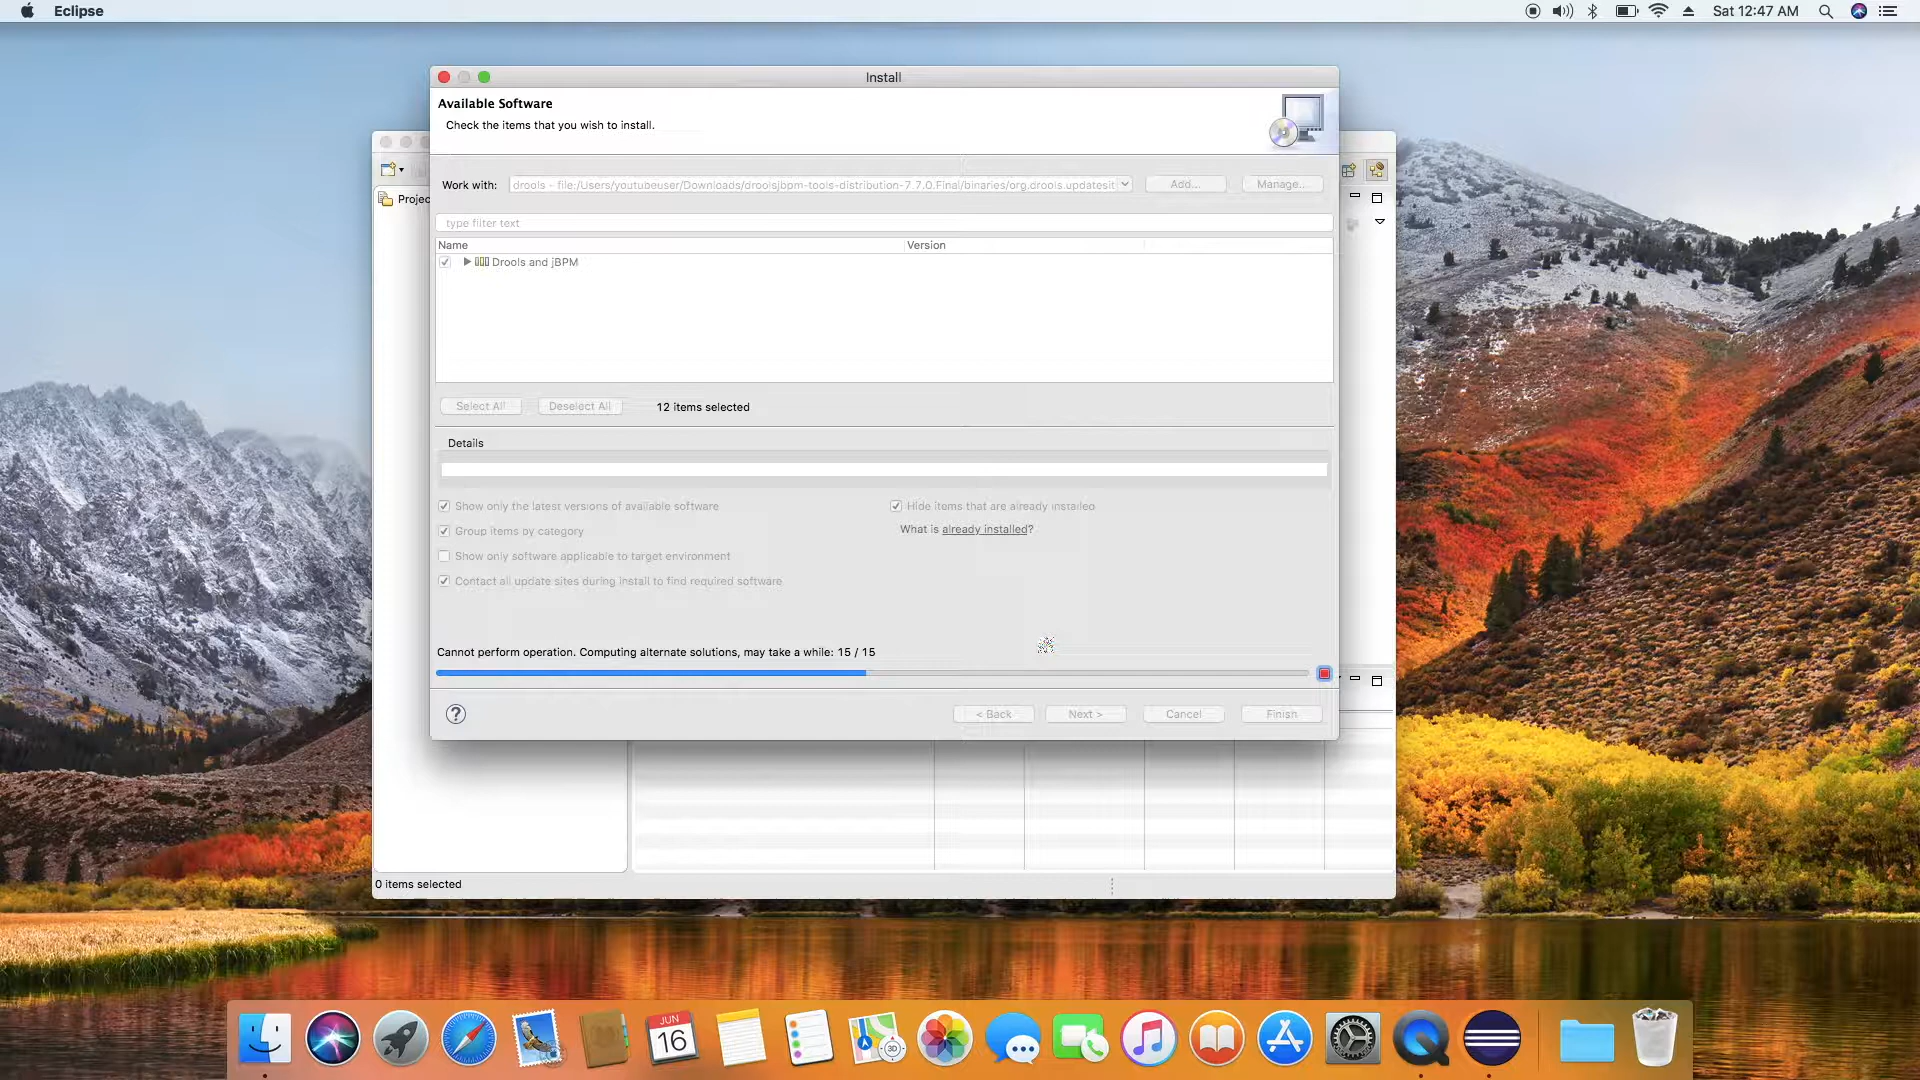 Eclipse
Sat 12:47 AM
Install
Available Software
Check the items that you wish to install.
Work with: drools - file:/Users/youtubeuser/Downloads/droolsjbpm-tools-distribution-7.7.0.Final/binaries/org.drools.updatesit
Add...
Manage...
Projec
type filter text
Name Version
Drools and jBPM
Select All
Deselect All
12 items selected
Details
Show only the latest versions of available software
Hide items that are already installed
Group items by category
What is already installed?
Show only software applicable to target environment
Contact all update sites during install to find required software
Cannot perform operation. Computing alternate solutions, may take a while: 15 / 15
?
< Back
Next >
Cancel
Finish
0 items selected
JUN
16
3D